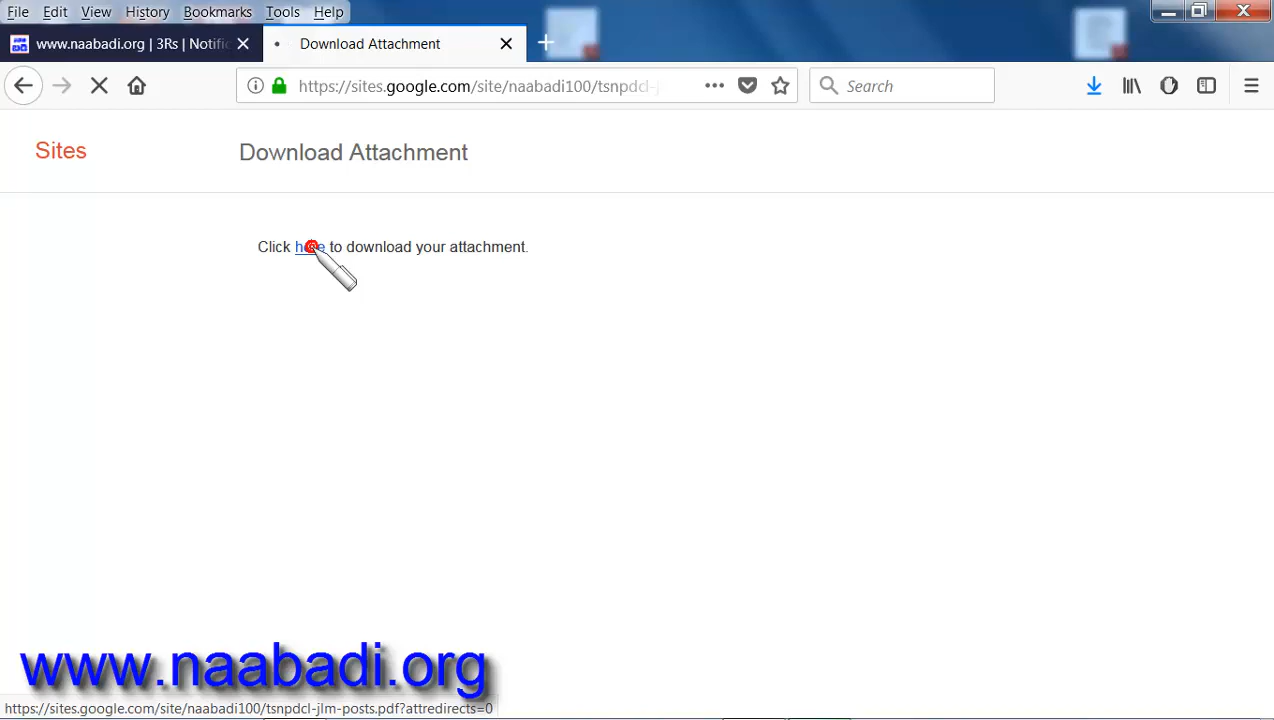 File Edit View History Bookmarks Tools Help
www.naabadi.org | 3Rs | Notific
Download Attachment
https://sites.google.com/site/naabadi100/tsnpdcl-j
Search
Sites
Download Attachment
Click here to download your attachment.
www.naabadi.org
https://sites.google.com/site/naabadi100/tsnpdcl-jlm-posts.pdf?attredirects=0